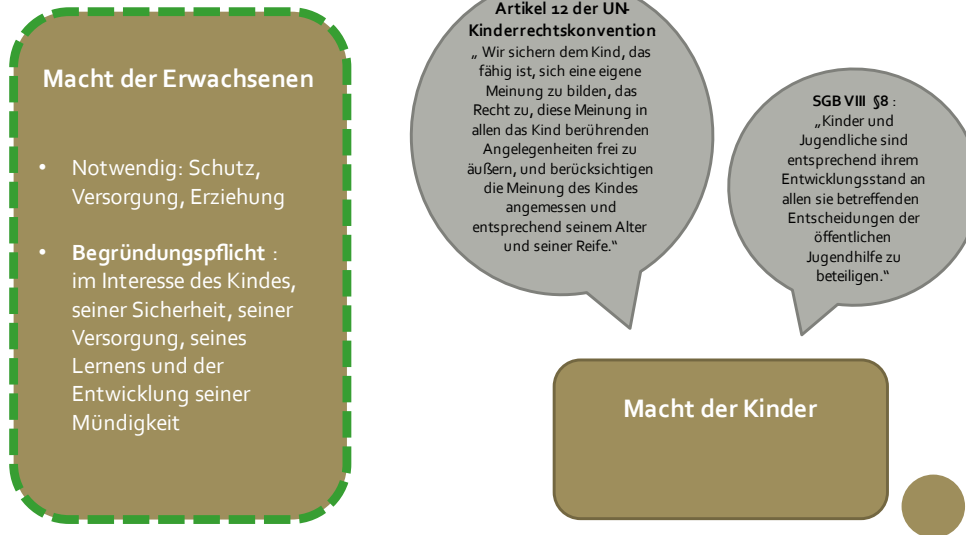 Macht der Erwachsenen
• Notwendig: Schutz,
Versorgung, Erziehung
• Begründungspflicht :
im Interesse des Kindes,
seiner Sicherheit, seiner
Versorgung, seines
Lernens und der
Entwicklung seiner
Mündigkeit
Artikel 12 der UN-
Kinderrechtskonvention
„ Wir sichern dem Kind, das
fähig ist, sich eine eigene
Meinung zu bilden, das
Recht zu, diese Meinung in
allen das Kind berührenden
Angelegenheiten frei zu
äußern, und berücksichtigen
die Meinung des Kindes
angemessen und
entsprechend seinem Alter
und seiner Reife.“
SGB VIII §8 :
„Kinder und
Jugendliche sind
entsprechend ihrem
Entwicklungsstand an
allen sie betreffenden
Entscheidungen der
öffentlichen
Jugendhilfe zu
beteiligen.“
Macht der Kinder